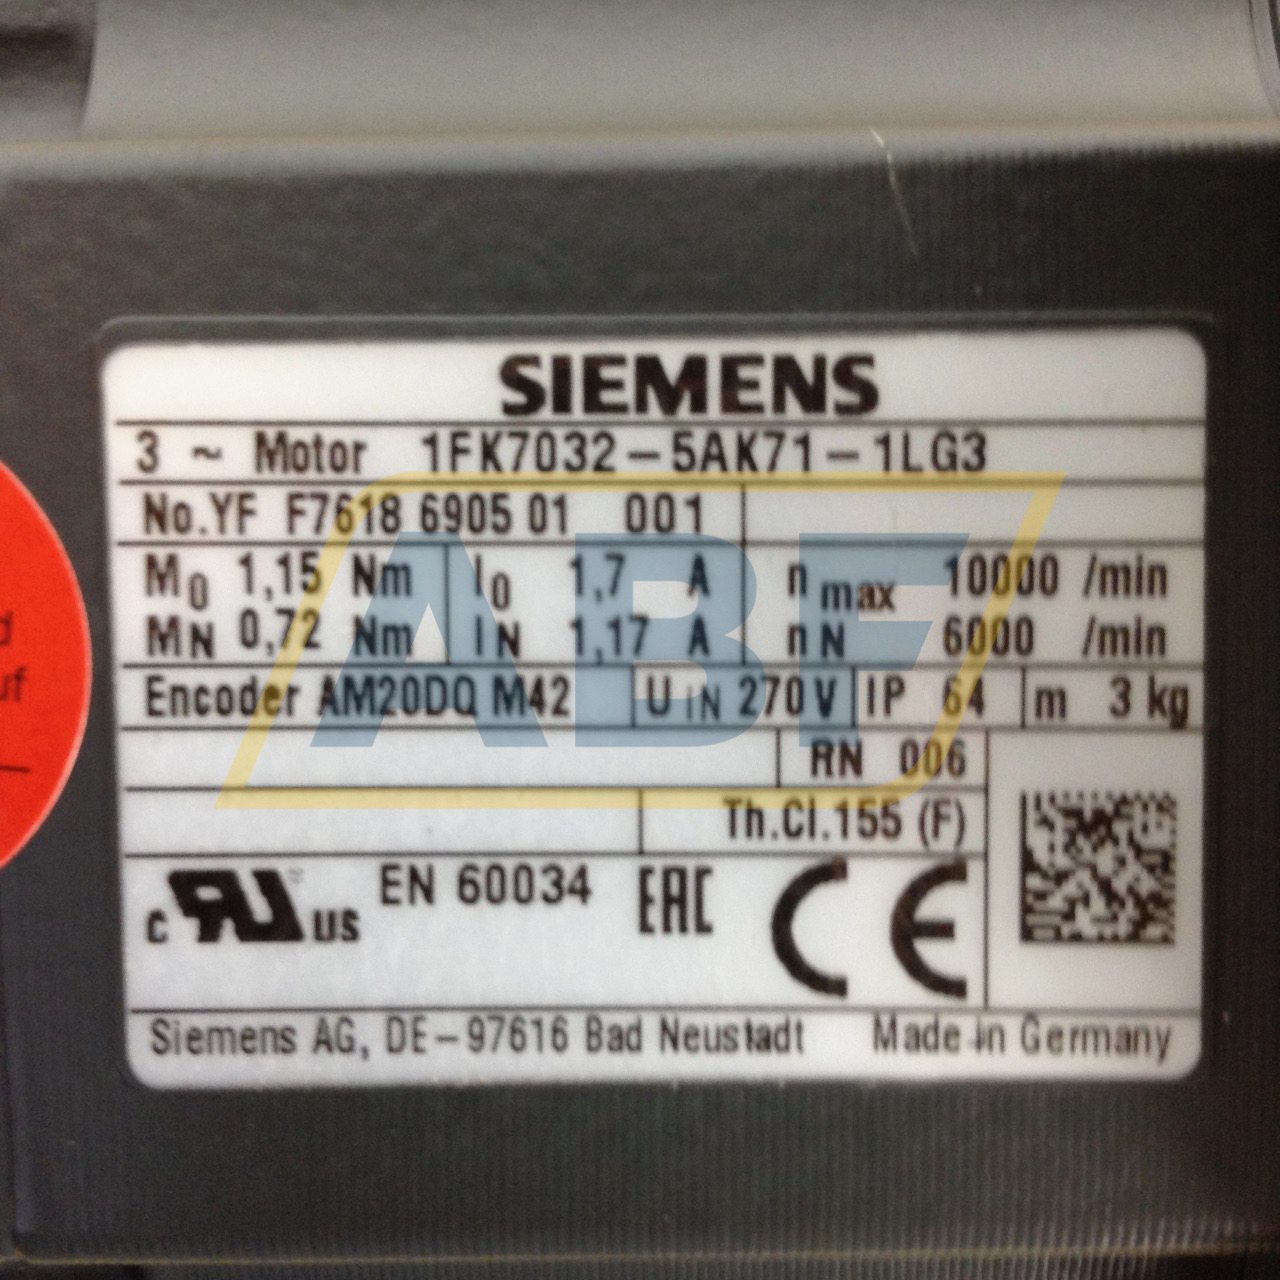 SIEMENS
3 ~ Motor 1FK7032-5AK71-1LG3
No.YF F7618 6905 01 001
M0 1,15 Nm I0 1,7 A n max 10000 /min
MN 0,72 Nm IN 1,17 A n N 6000 /min
Encoder AM20DQ M42 U IN 270 V IP 64 m 3 kg
RN 006
Th.Cl.155 (F)
c RU US EN 60034 EAC CE
Siemens AG, DE-97616 Bad Neustadt Made in Germany
ABF